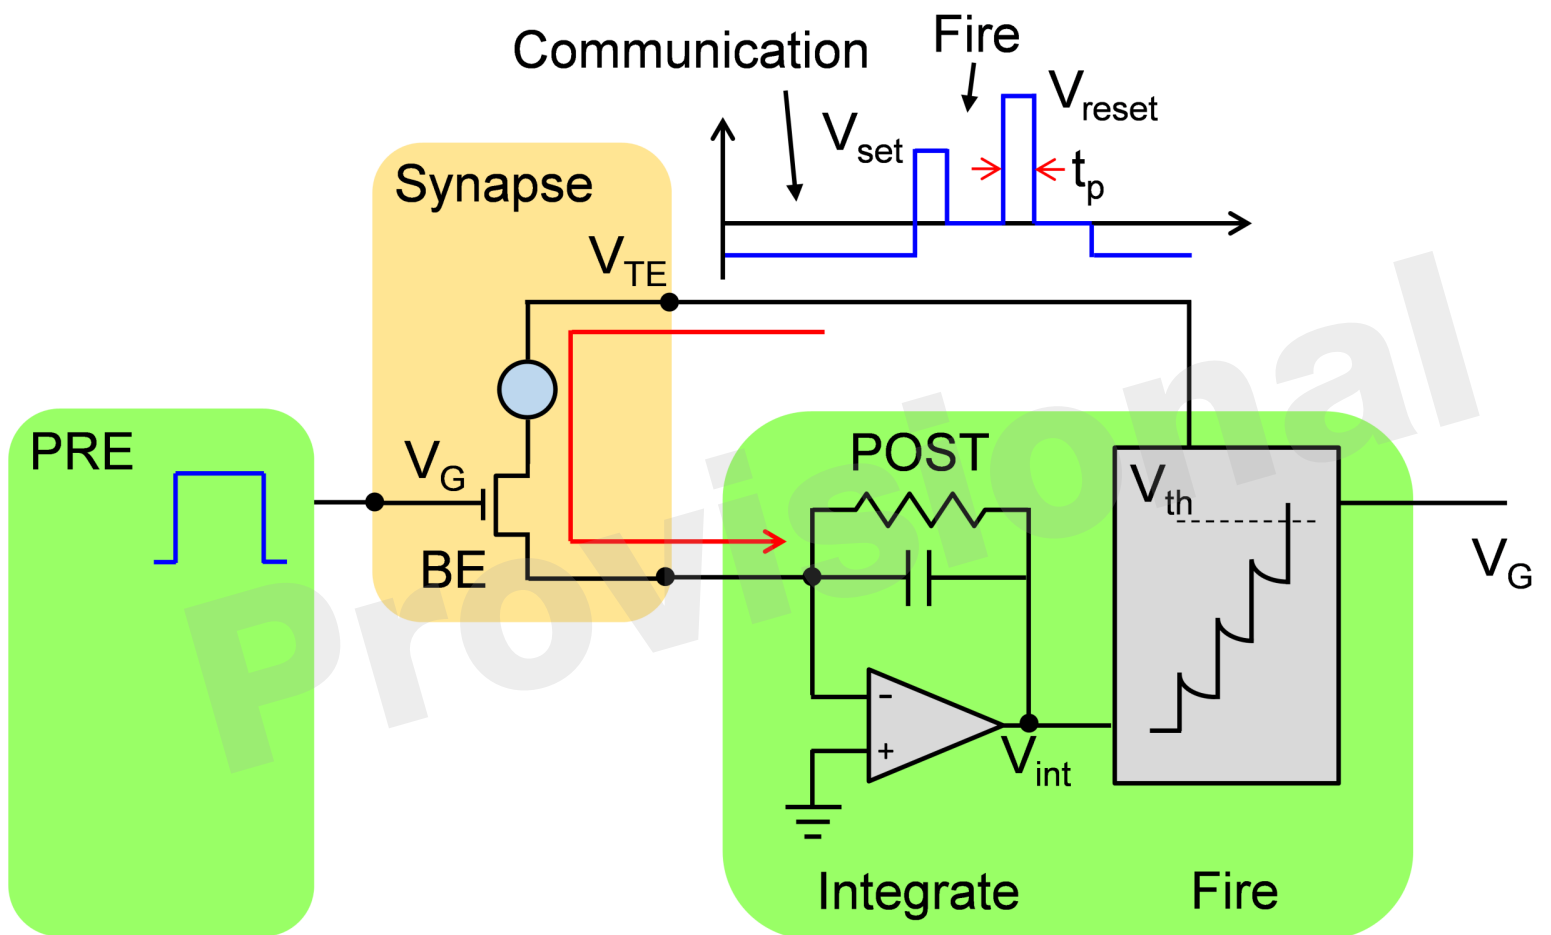 Communication
Fire
Vset
Vreset
tp
Synapse
VTE
PRE
VG
BE
POST
Vth
VG
-
+
Vint
Integrate
Fire
Provisional